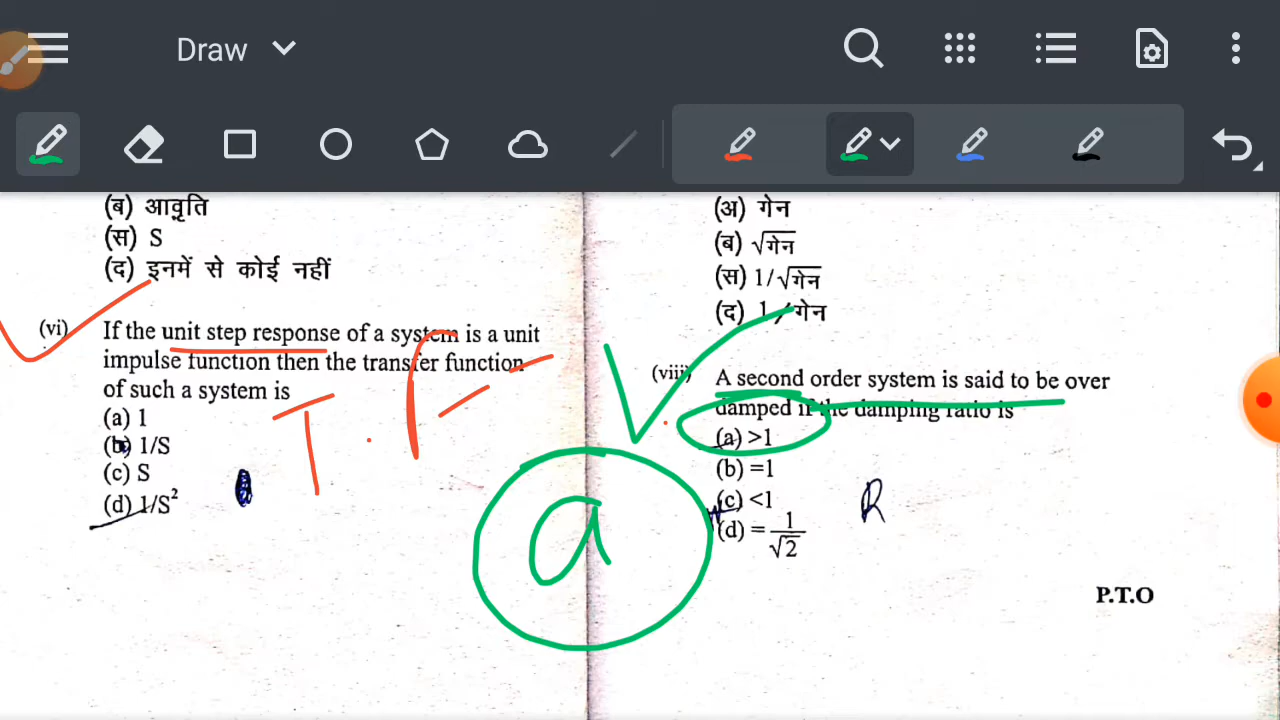 Draw
(ब) आवृति
(स) S
(द) इनमें से कोई नहीं
(vi) If the unit step response of a system is a unit
impulse function then the transfer function
of such a system is
(a) 1
(b) 1/S
(c) S
(d) 1/S²
T.F
a
(अ) गेन
(ब) √गेन
(स) 1/√गेन
(द) 1/गेन
(viii) A second order system is said to be over
damped if the damping ratio is
(a) >1
(b) =1
(c) <1
(d) = 1/√2
R
P.T.O